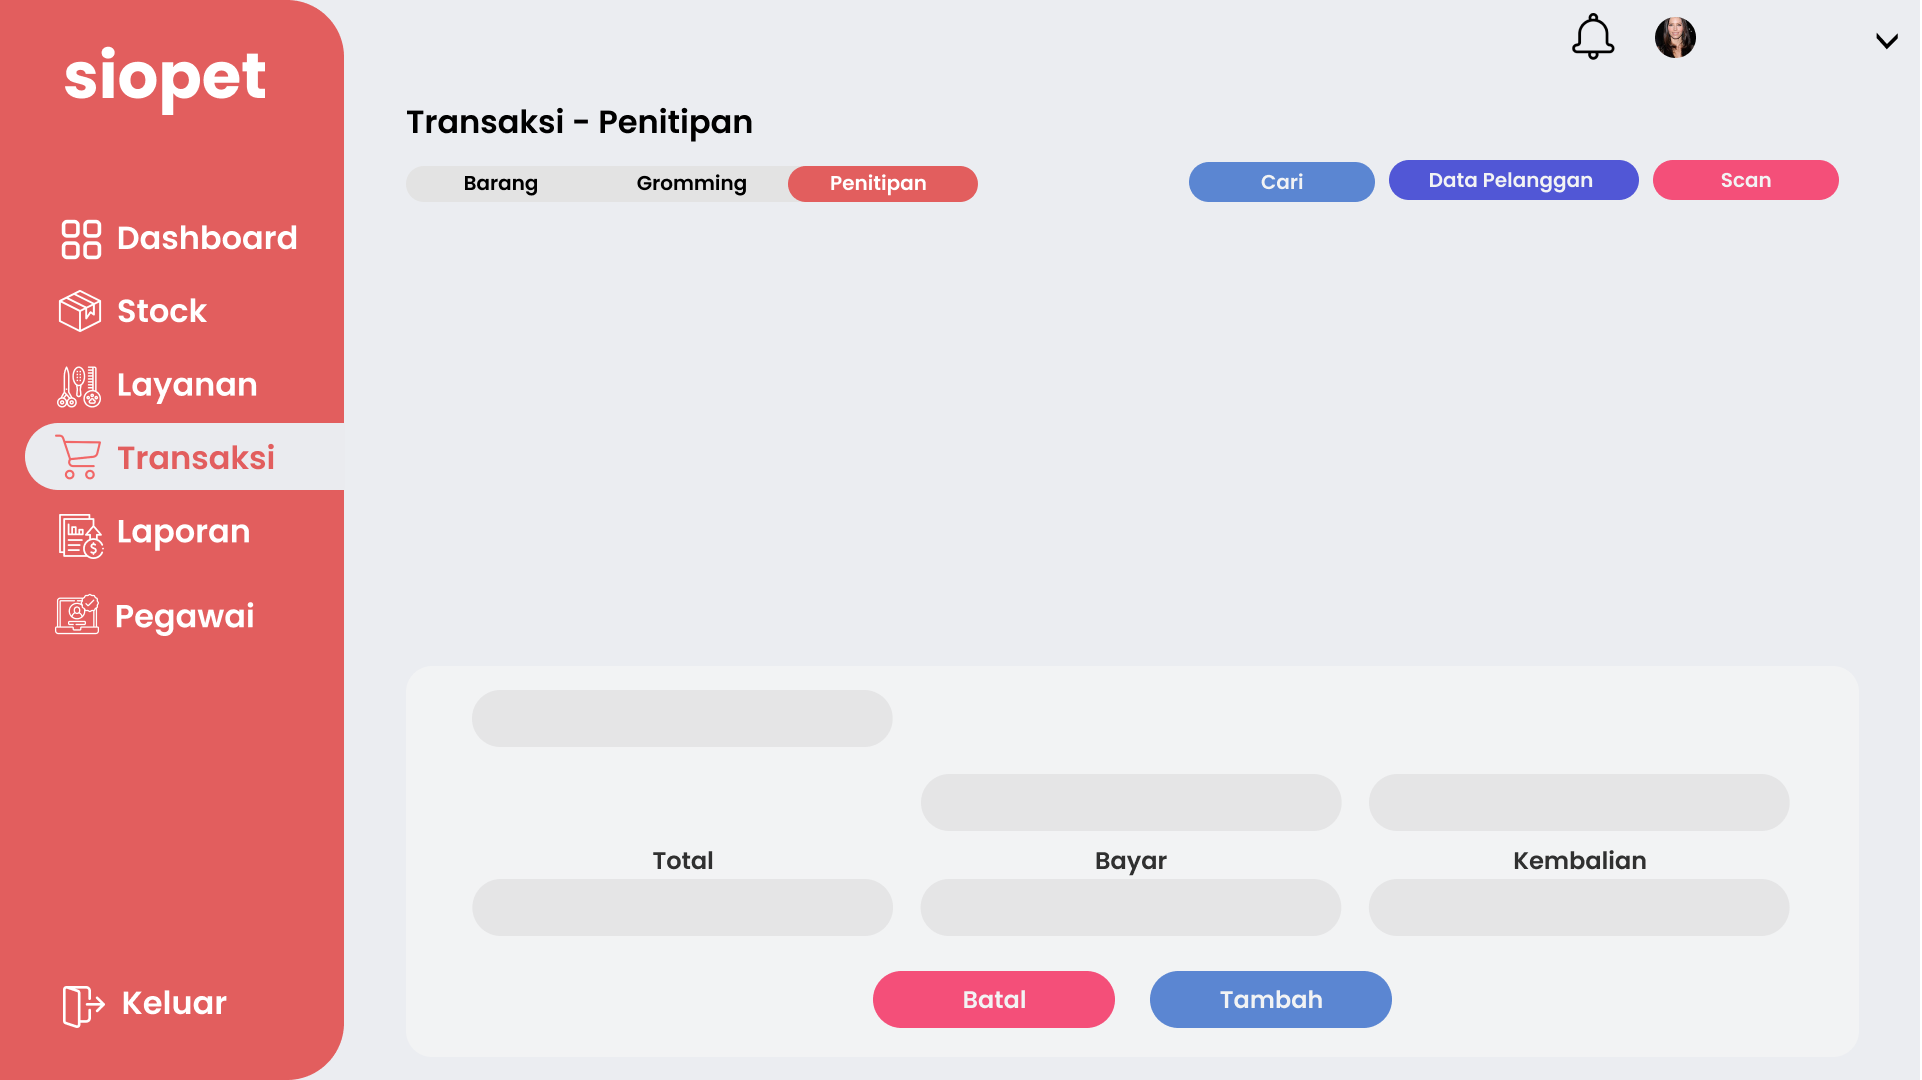 siopet
Dashboard
Stock
Layanan
Transaksi
Laporan
Pegawai
Keluar
Transaksi - Penitipan
Barang Gromming Penitipan
Cari Data Pelanggan Scan
Total Bayar Kembalian
Batal Tambah